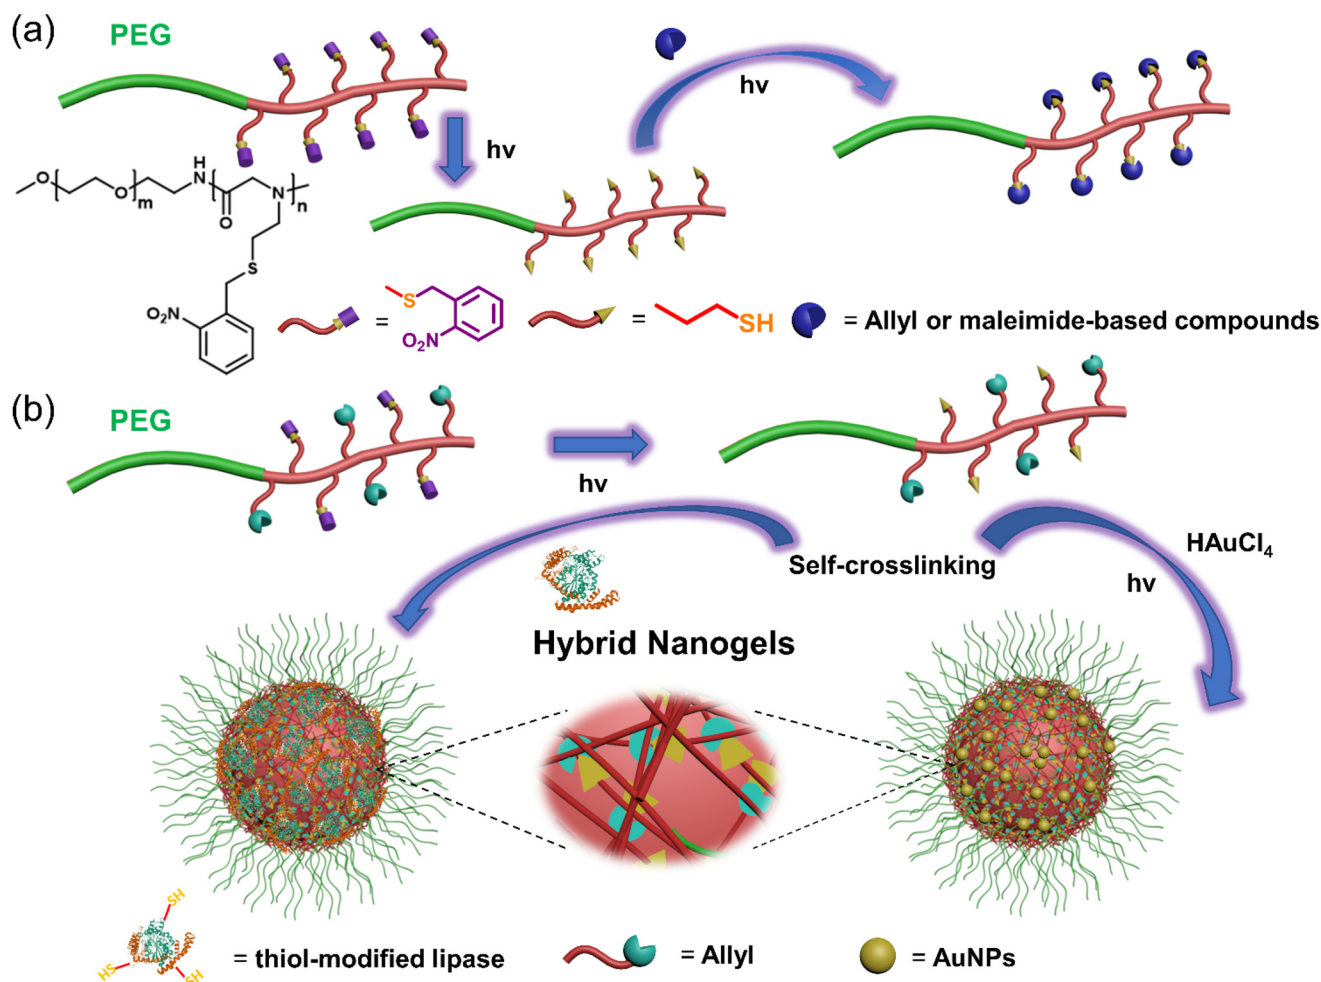 (a)
PEG
hv
hv
O
m
H
N
O
N
n
S
O₂N
=
S
O₂N
=
SH
= Allyl or maleimide-based compounds
(b)
PEG
hv
Self-crosslinking
HAuCl₄
hv
Hybrid Nanogels
SH
HS
SH
= thiol-modified lipase
= Allyl
= AuNPs